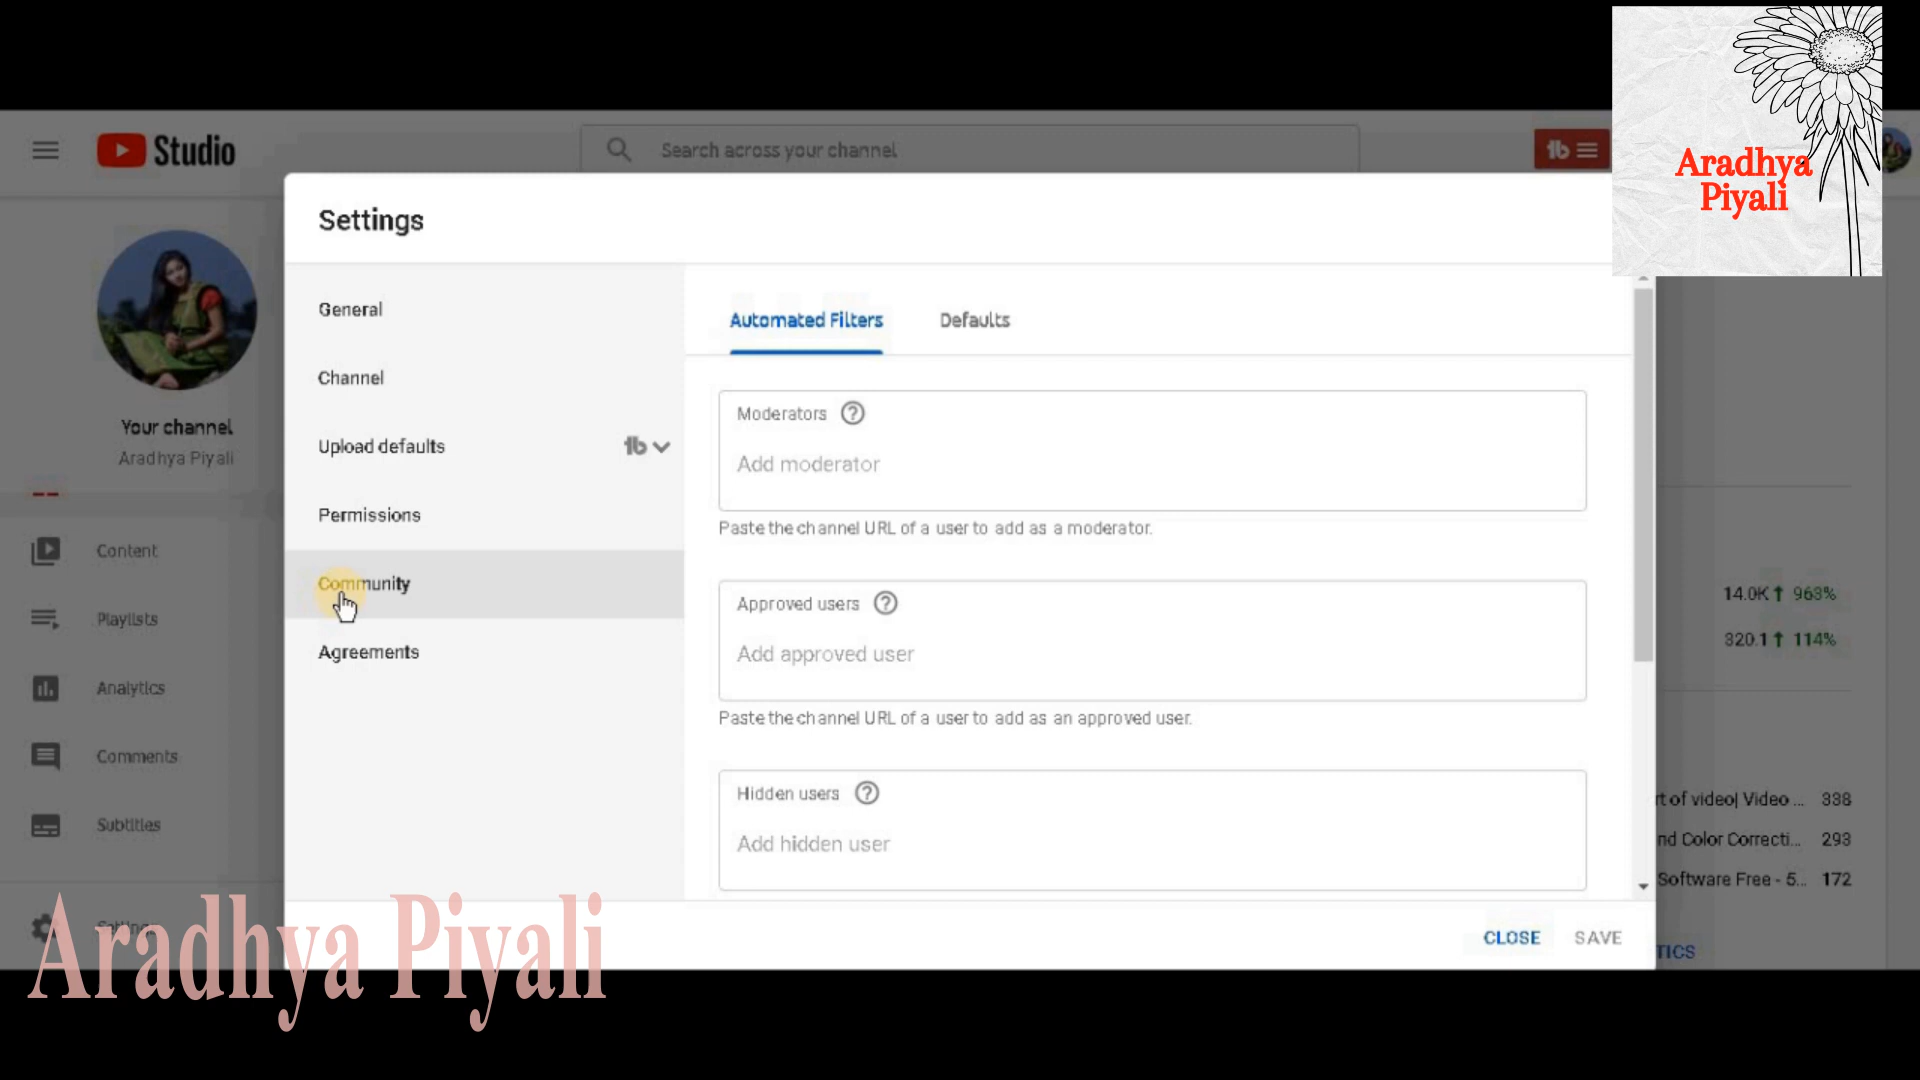 Studio
Search across your channel
Aradhya
Piyali
Settings
General
Channel
Upload defaults
Permissions
Community
Agreements
Your channel
Aradhya Piyali
Content
Playlists
Analytics
Comments
Subtitles
Settings
Automated Filters
Defaults
Moderators
Add moderator
Paste the channel URL of a user to add as a moderator.
Approved users
Add approved user
Paste the channel URL of a user to add as an approved user.
Hidden users
Add hidden user
14.0K 963%
320.1 114%
rt of video| Video ... 338
nd Color Correcti... 293
Software Free - 5... 172
CLOSE
SAVE
TICS
Aradhya Piyali